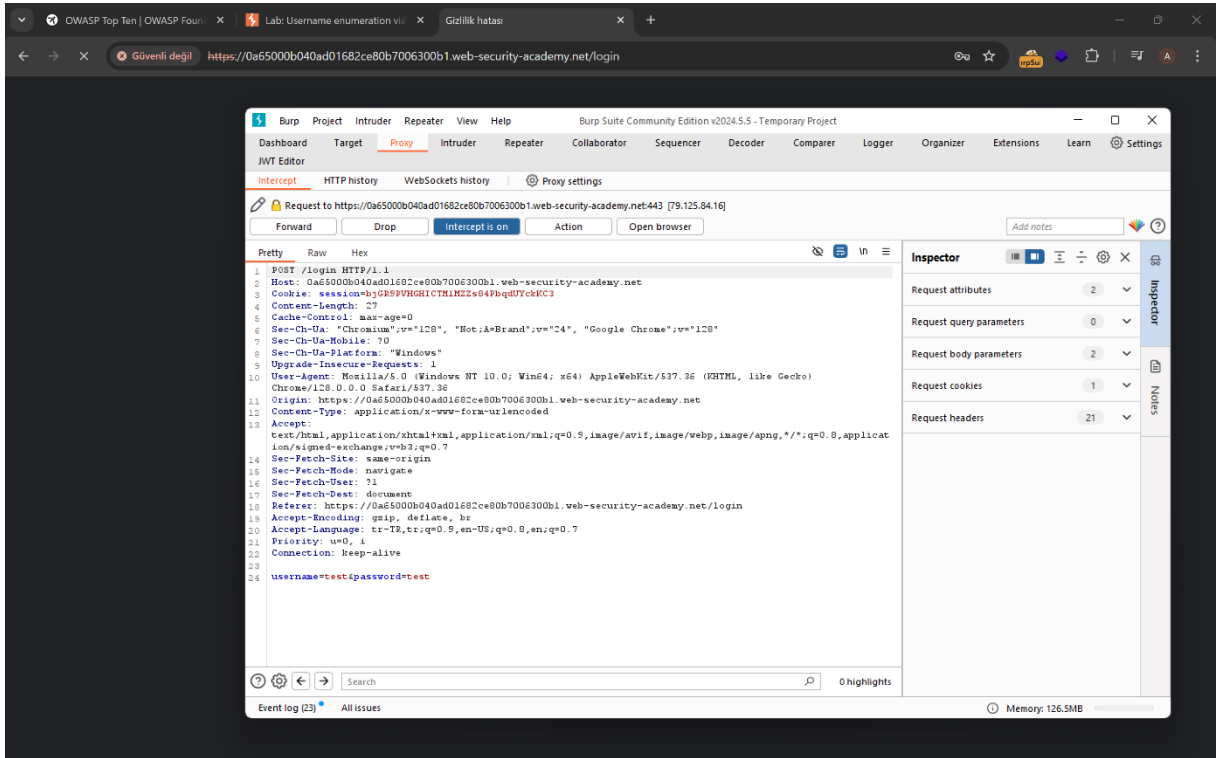 OWASP Top Ten | OWASP Foun
Lab: Username enumeration via
Gizlilik hatası
Güvenli değil
https://0a65000b040ad01682ce80b7006300b1.web-security-academy.net/login
A
Burp Project Intruder Repeater View Help
Burp Suite Community Edition v2024.5.5 - Temporary Project
Dashboard Target Proxy Intruder Repeater Collaborator Sequencer Decoder Comparer Logger Organizer Extensions Learn Settings
JWT Editor
Intercept HTTP history WebSockets history Proxy settings
Request to https://0a65000b040ad01682ce80b7006300b1.web-security-academy.net:443 [79.125.84.16]
Forward Drop Intercept is on Action Open browser Add notes
Pretty Raw Hex \n
Inspector
1 POST /login HTTP/1.1
2 Host: 0a65000b040ad01682ce80b7006300b1.web-security-academy.net
3 Cookie: session=bjGR9PVHGHICTM1MZZs84PbqdUYckKC3
4 Content-Length: 27
5 Cache-Control: max-age=0
6 Sec-Ch-Ua: "Chromium";v="128", "Not;A=Brand";v="24", "Google Chrome";v="128"
7 Sec-Ch-Ua-Mobile: ?0
8 Sec-Ch-Ua-Platform: "Windows"
9 Upgrade-Insecure-Requests: 1
10 User-Agent: Mozilla/5.0 (Windows NT 10.0; Win64; x64) AppleWebKit/537.36 (KHTML, like Gecko)
Chrome/128.0.0.0 Safari/537.36
11 Origin: https://0a65000b040ad01682ce80b7006300b1.web-security-academy.net
12 Content-Type: application/x-www-form-urlencoded
13 Accept:
text/html,application/xhtml+xml,application/xml;q=0.9,image/avif,image/webp,image/apng,*/*;q=0.8,applicat
ion/signed-exchange;v=b3;q=0.7
14 Sec-Fetch-Site: same-origin
15 Sec-Fetch-Mode: navigate
16 Sec-Fetch-User: ?1
17 Sec-Fetch-Dest: document
18 Referer: https://0a65000b040ad01682ce80b7006300b1.web-security-academy.net/login
19 Accept-Encoding: gzip, deflate, br
20 Accept-Language: tr-TR,tr;q=0.9,en-US;q=0.8,en;q=0.7
21 Priority: u=0, i
22 Connection: keep-alive
23
24 username=test&password=test
Request attributes 2
Request query parameters 0
Request body parameters 2
Request cookies 1
Request headers 21
Inspector
Notes
Search
0 highlights
Event log (23) All issues
Memory: 126.5MB